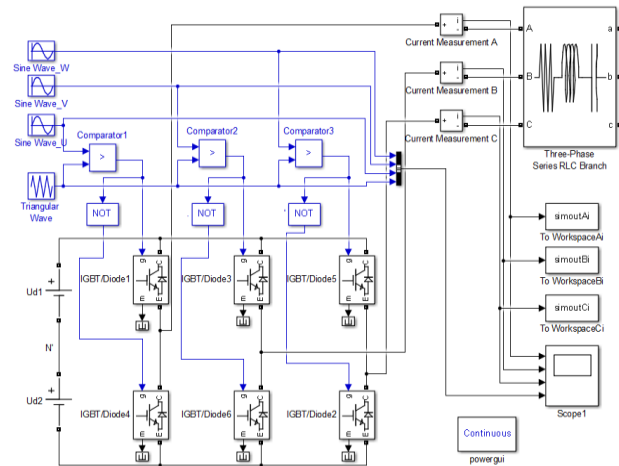 Sine Wave_W
Sine Wave_V
Sine Wave_U
Triangular
Wave
Comparator1
>
Comparator2
>
Comparator3
>
NOT
NOT
NOT
i
+
-
Current Measurement A
i
+
-
Current Measurement B
i
+
-
Current Measurement C
A
B
C
a
b
c
Three-Phase
Series RLC Branch
simoutAi
To WorkspaceAi
simoutBi
To WorkspaceBi
simoutCi
To WorkspaceCi
Scope1
Continuous
powergui
Ud1
+
N'
Ud2
+
IGBT/Diode1
g
C
m
E
IGBT/Diode3
g
C
m
E
IGBT/Diode5
g
C
m
E
IGBT/Diode4
g
C
m
E
IGBT/Diode6
g
C
m
E
IGBT/Diode2
g
C
m
E